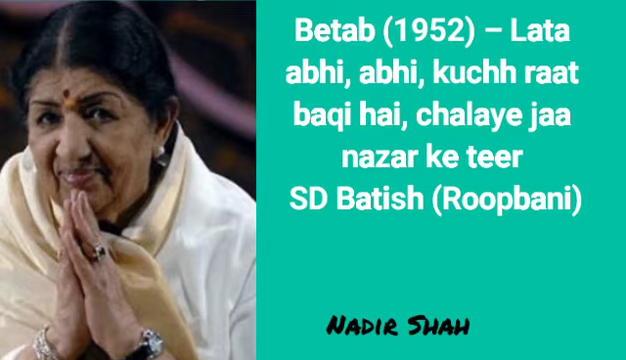 Betab (1952) – Lata
abhi, abhi, kuchh raat
baqi hai, chalaye jaa
nazar ke teer
SD Batish (Roopbani)
Nadir Shah